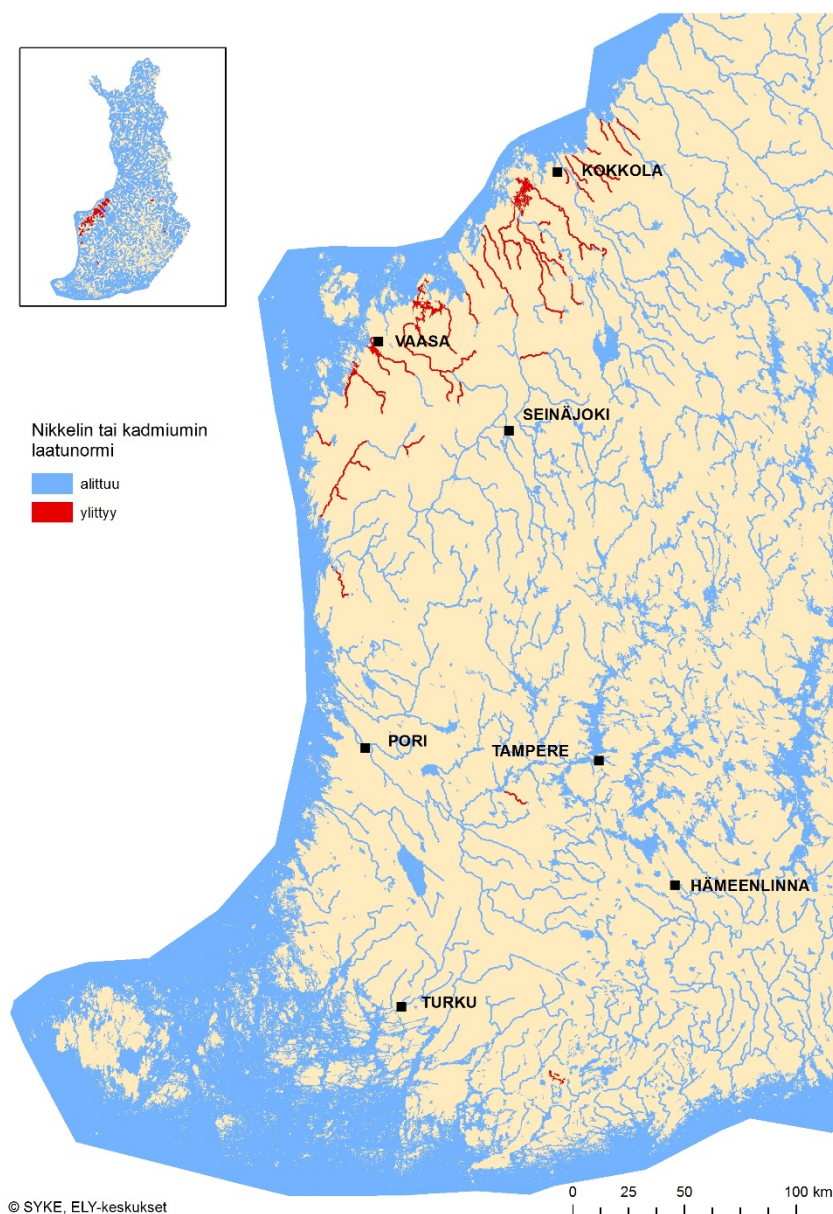 KOKKOLA
VAASA
SEINÄJOKI
Nikkelin tai kadmiumin
laatunormi
alittuu
ylittyy
PORI
TAMPERE
HÄMEENLINNA
TURKU
0 25 50 100 km
© SYKE, ELY-keskukset